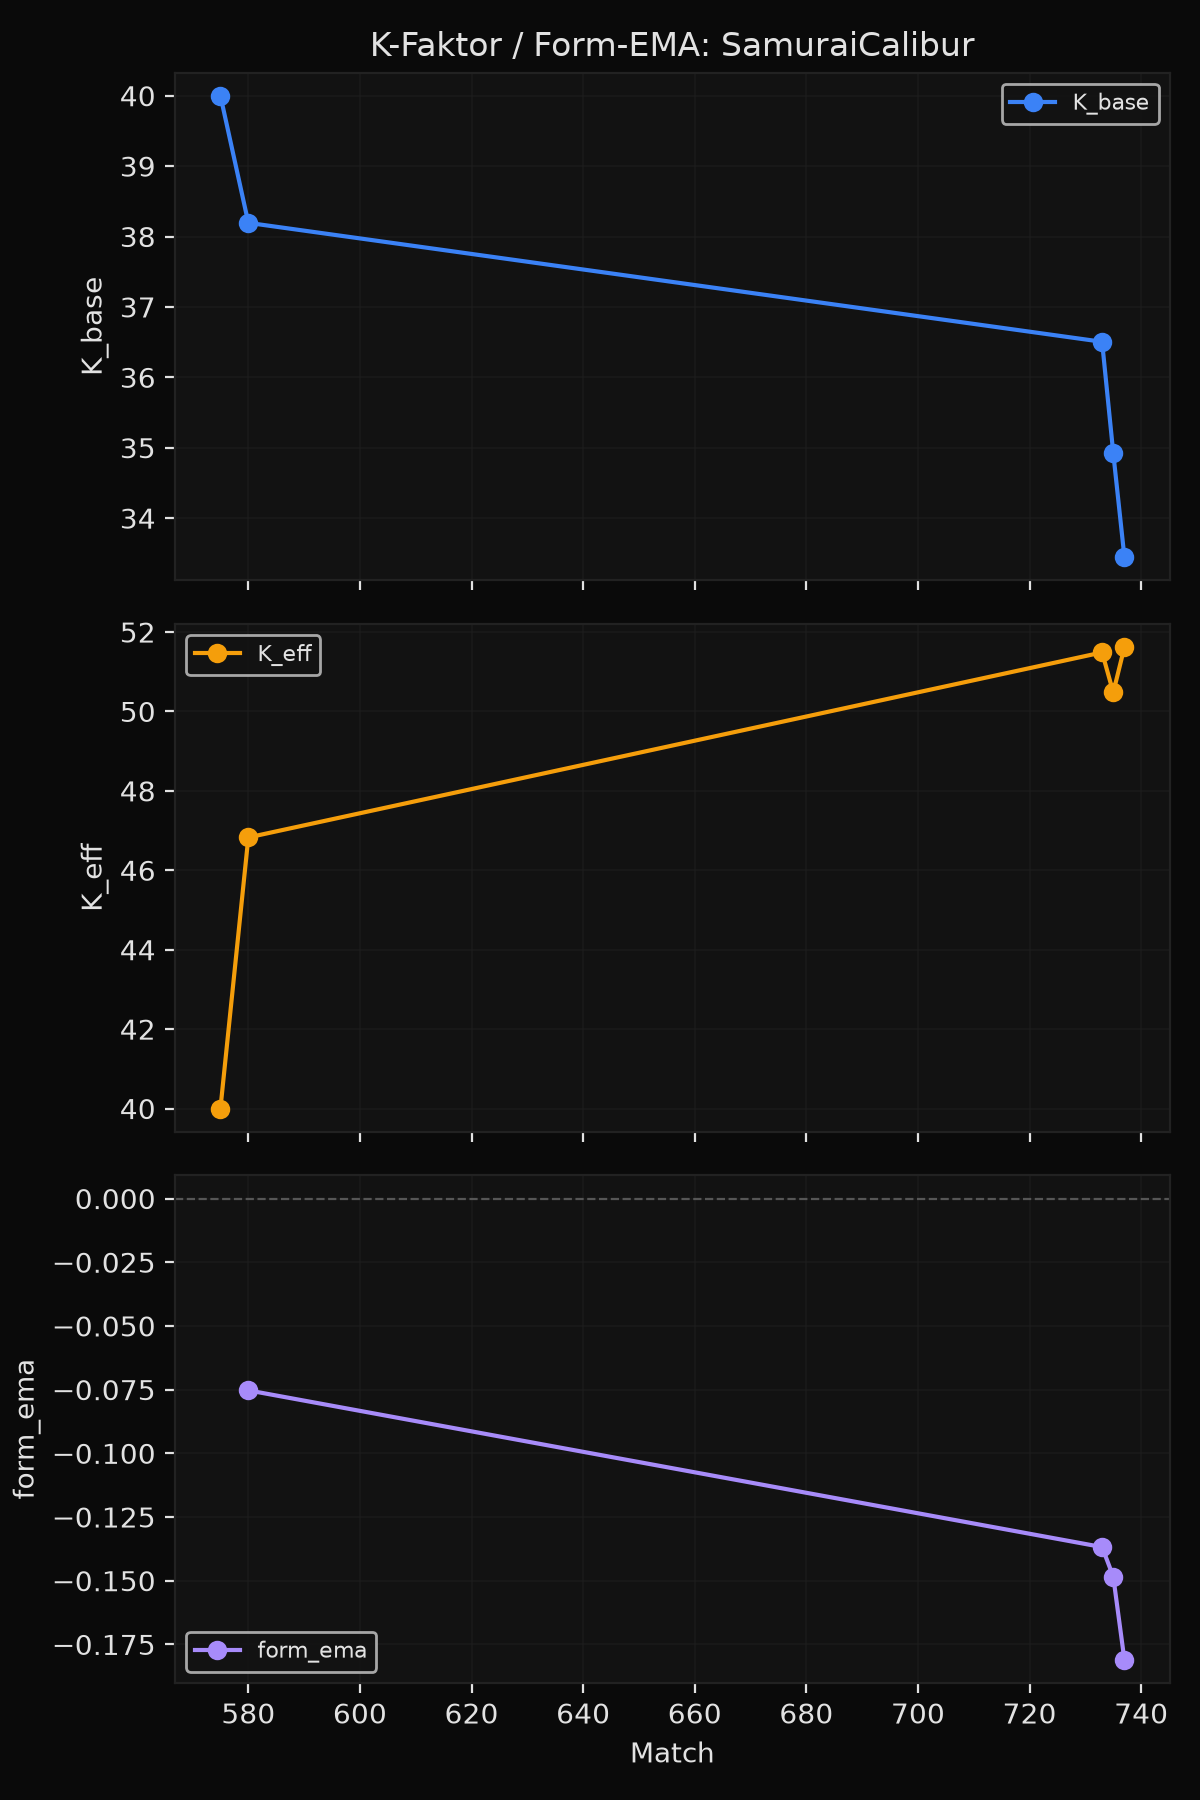 K-Faktor / Form-EMA: SamuraiCalibur
K_base
40
39
38
37
36
35
34
K_base
K_eff
52
50
48
46
44
42
40
K_eff
0.000
−0.025
−0.050
−0.075
−0.100
−0.125
−0.150
−0.175
form_ema
form_ema
580 600 620 640 660 680 700 720 740
Match